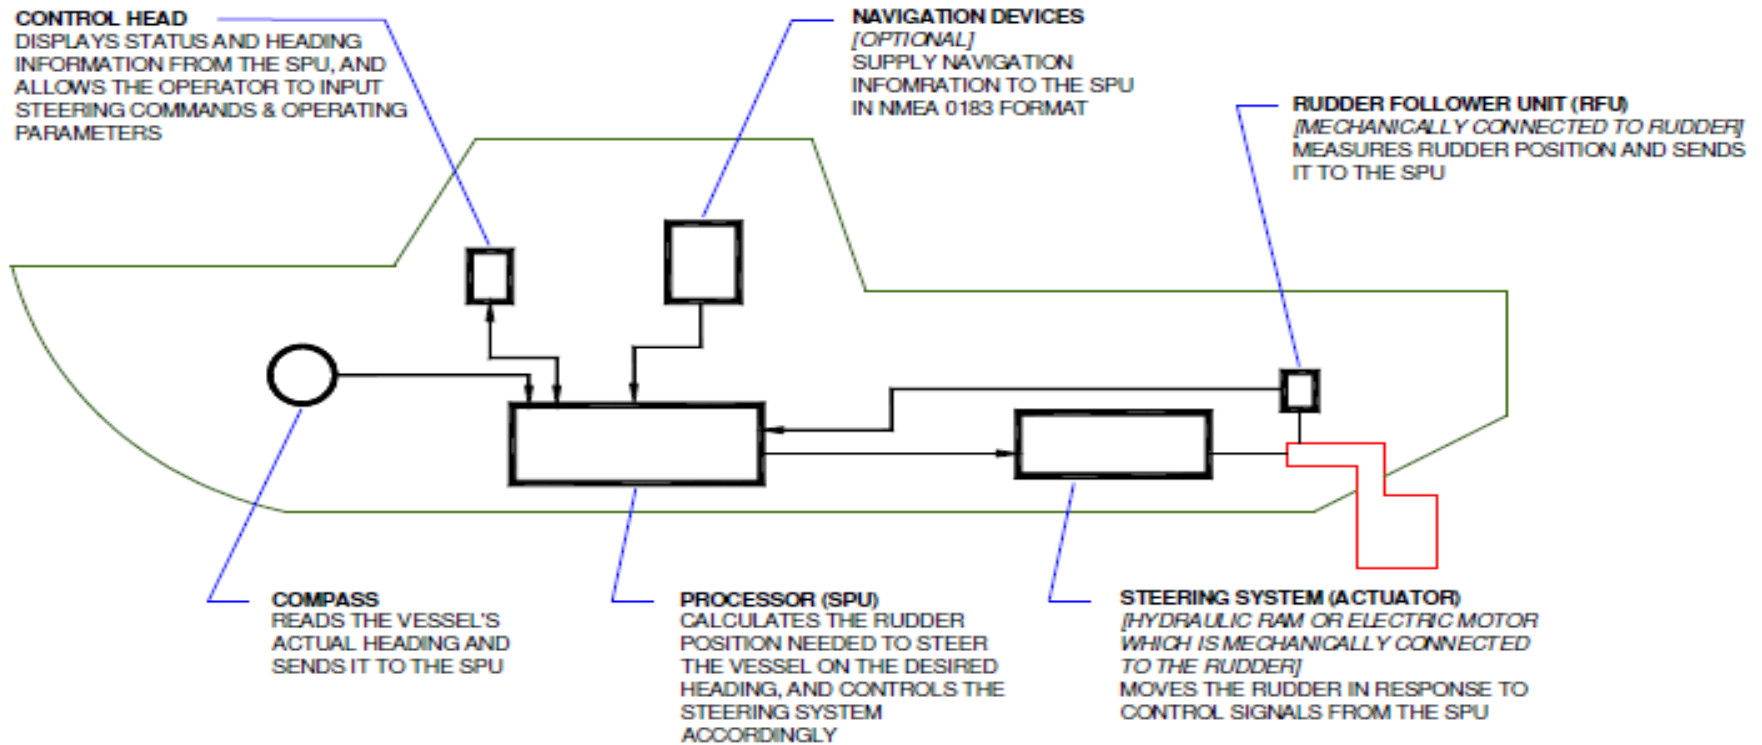 CONTROL HEAD
DISPLAYS STATUS AND HEADING
INFORMATION FROM THE SPU, AND
ALLOWS THE OPERATOR TO INPUT
STEERING COMMANDS & OPERATING
PARAMETERS
NAVIGATION DEVICES
[OPTIONAL]
SUPPLY NAVIGATION
INFOMRATION TO THE SPU
IN NMEA 0183 FORMAT
RUDDER FOLLOWER UNIT (RFU)
[MECHANICALLY CONNECTED TO RUDDER]
MEASURES RUDDER POSITION AND SENDS
IT TO THE SPU
COMPASS
READS THE VESSEL'S
ACTUAL HEADING AND
SENDS IT TO THE SPU
PROCESSOR (SPU)
CALCULATES THE RUDDER
POSITION NEEDED TO STEER
THE VESSEL ON THE DESIRED
HEADING, AND CONTROLS THE
STEERING SYSTEM
ACCORDINGLY
STEERING SYSTEM (ACTUATOR)
[HYDRAULIC RAM OR ELECTRIC MOTOR
WHICH IS MECHANICALLY CONNECTED
TO THE RUDDER]
MOVES THE RUDDER IN RESPONSE TO
CONTROL SIGNALS FROM THE SPU